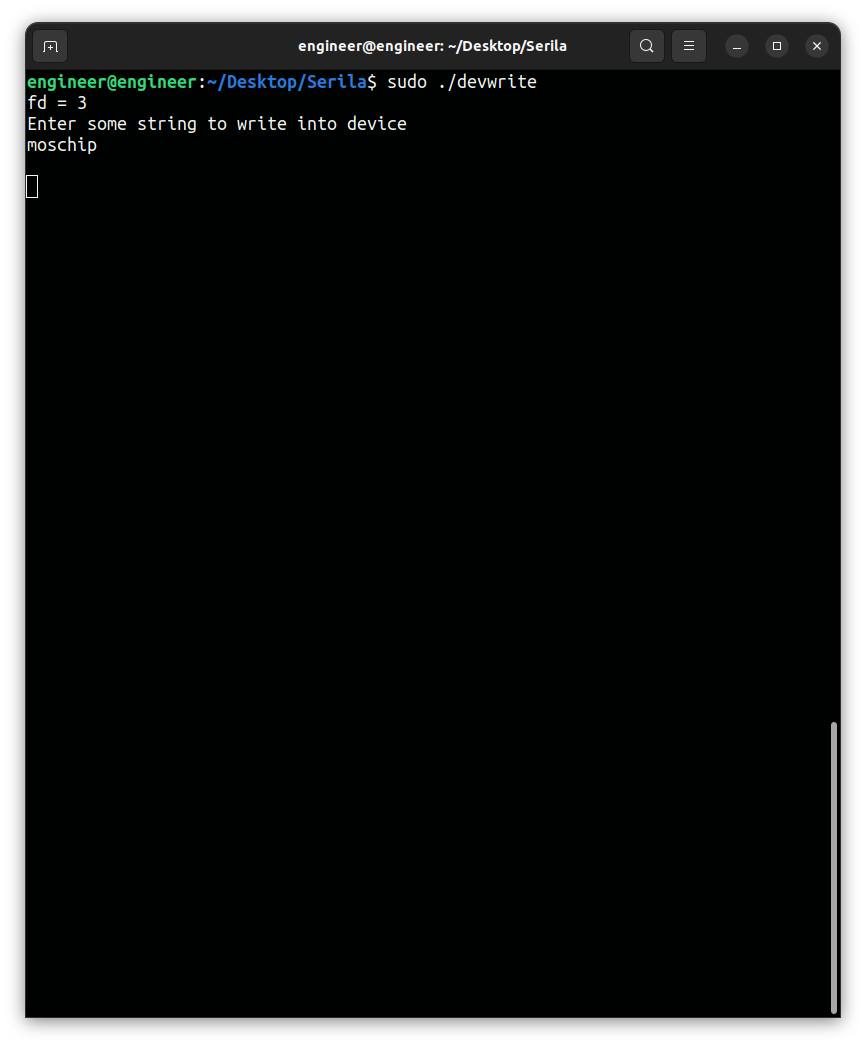 engineer@engineer: ~/Desktop/Serila
engineer@engineer:~/Desktop/Serila$ sudo ./devwrite
fd = 3
Enter some string to write into device
moschip